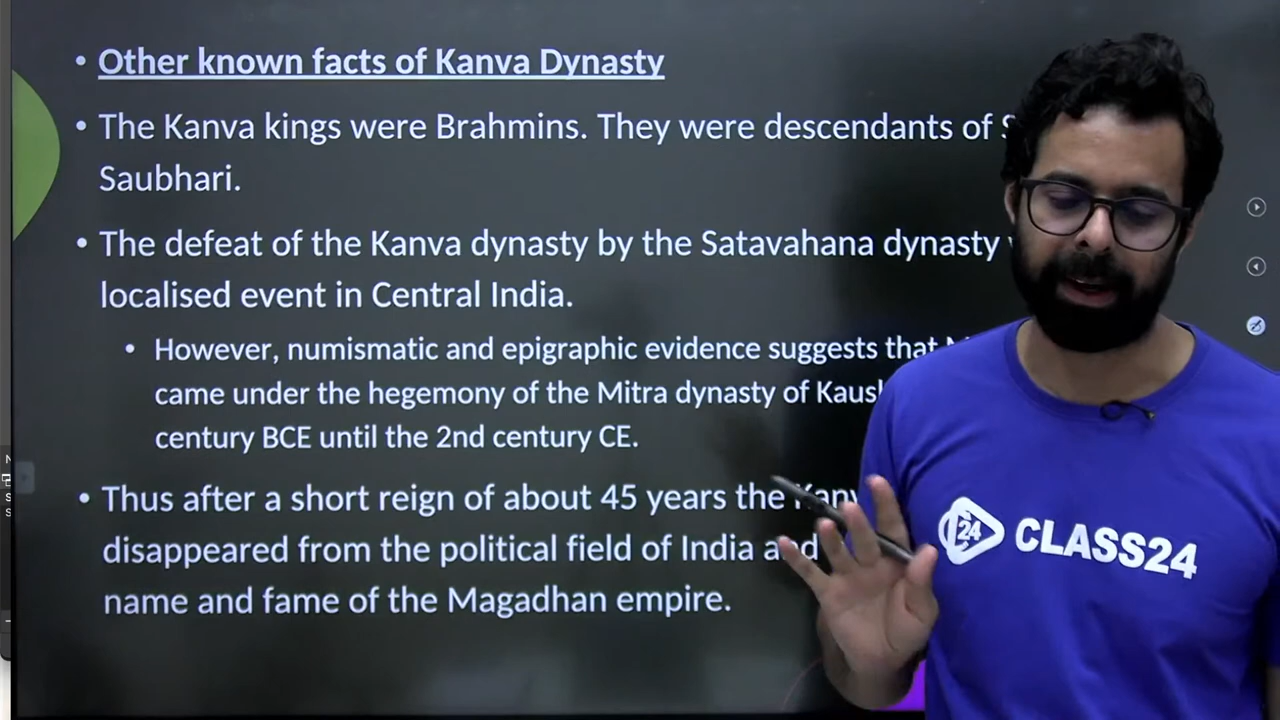 • Other known facts of Kanva Dynasty
• The Kanva kings were Brahmins. They were descendants of
Saubhari.
• The defeat of the Kanva dynasty by the Satavahana dynasty
localised event in Central India.
• However, numismatic and epigraphic evidence suggests that
came under the hegemony of the Mitra dynasty of
century BCE until the 2nd century CE.
• Thus after a short reign of about 45 years the
disappeared from the political field of India and
name and fame of the Magadhan empire.
24 CLASS24